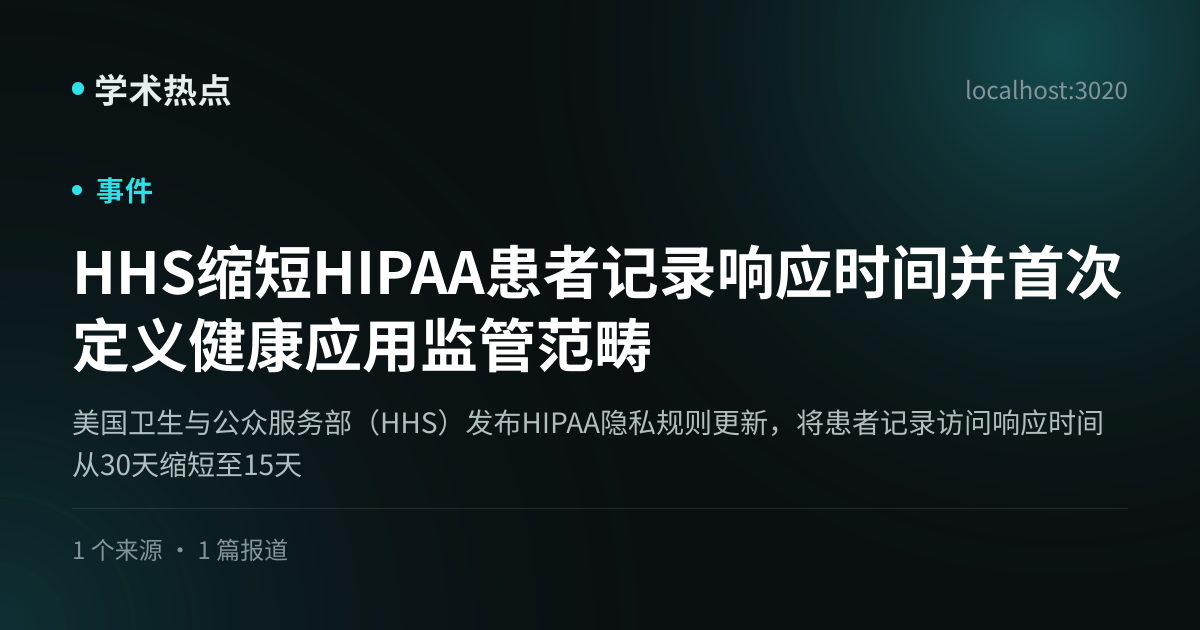 学术热点
localhost:3020
事件
HHS缩短HIPAA患者记录响应时间并首次
定义健康应用监管范畴
美国卫生与公众服务部（HHS）发布HIPAA隐私规则更新，将患者记录访问响应时间
从30天缩短至15天
1 个来源 · 1 篇报道